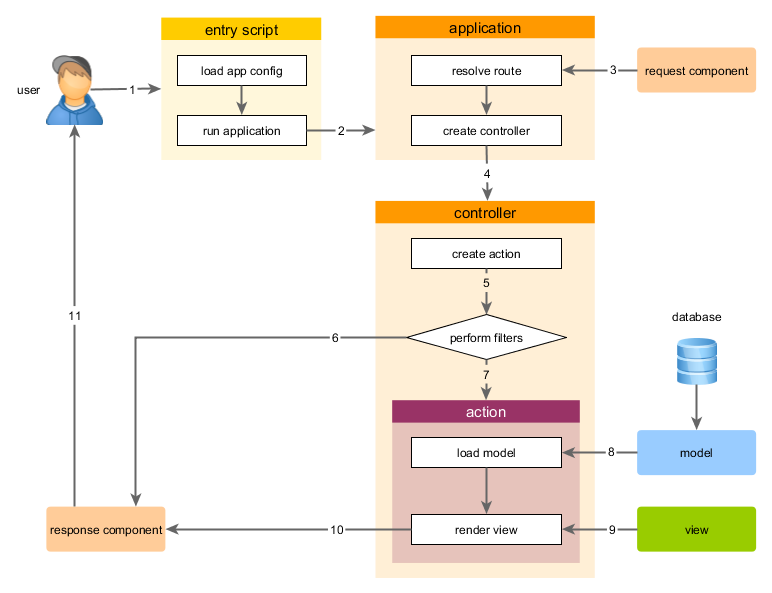 entry script
application
load app config
resolve route
3
request component
user
1
run application
2
create controller
4
controller
create action
5
11
database
6
perform filters
7
action
load model
8
model
response component
10
render view
9
view